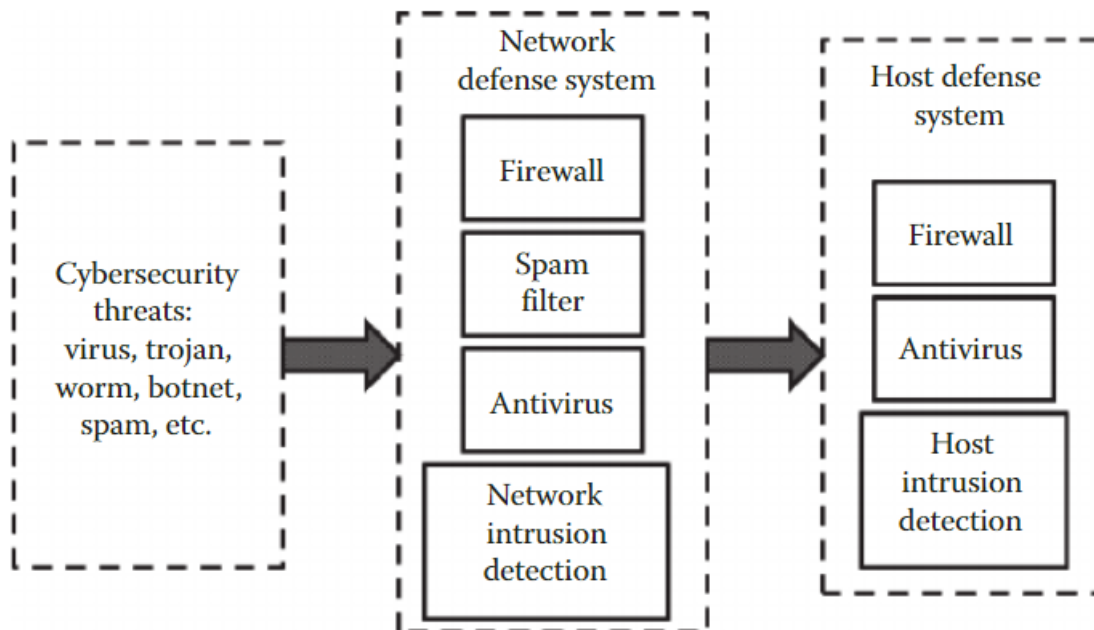 Cybersecurity
threats:
virus, trojan,
worm, botnet,
spam, etc.
Network
defense system
Firewall
Spam
filter
Antivirus
Network
intrusion
detection
Host defense
system
Firewall
Antivirus
Host
intrusion
detection